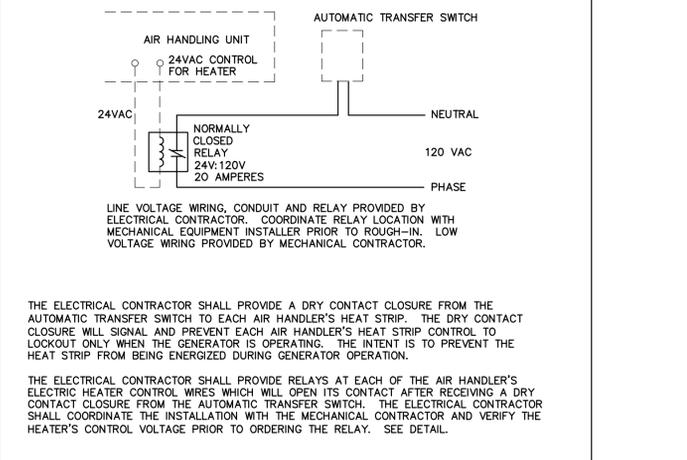 AUTOMATIC TRANSFER SWITCH
AIR HANDLING UNIT
24VAC CONTROL
FOR HEATER
24VAC
NEUTRAL
NORMALLY
CLOSED
RELAY
24V:120V
20 AMPERES
120 VAC
PHASE
LINE VOLTAGE WIRING, CONDUIT AND RELAY PROVIDED BY
ELECTRICAL CONTRACTOR. COORDINATE RELAY LOCATION WITH
MECHANICAL EQUIPMENT INSTALLER PRIOR TO ROUGH-IN. LOW
VOLTAGE WIRING PROVIDED BY MECHANICAL CONTRACTOR.
THE ELECTRICAL CONTRACTOR SHALL PROVIDE A DRY CONTACT CLOSURE FROM THE
AUTOMATIC TRANSFER SWITCH TO EACH AIR HANDLER'S HEAT STRIP. THE DRY CONTACT
CLOSURE WILL SIGNAL AND PREVENT EACH AIR HANDLER'S HEAT STRIP CONTROL TO
LOCKOUT ONLY WHEN THE GENERATOR IS OPERATING. THE INTENT IS TO PREVENT THE
HEAT STRIP FROM BEING ENERGIZED DURING GENERATOR OPERATION.
THE ELECTRICAL CONTRACTOR SHALL PROVIDE RELAYS AT EACH OF THE AIR HANDLER'S
ELECTRIC HEATER CONTROL WIRES WHICH WILL OPEN ITS CONTACT AFTER RECEIVING A DRY
CONTACT CLOSURE FROM THE AUTOMATIC TRANSFER SWITCH. THE ELECTRICAL CONTRACTOR
SHALL COORDINATE THE INSTALLATION WITH THE MECHANICAL CONTRACTOR AND VERIFY THE
HEATER'S CONTROL VOLTAGE PRIOR TO ORDERING THE RELAY. SEE DETAIL.